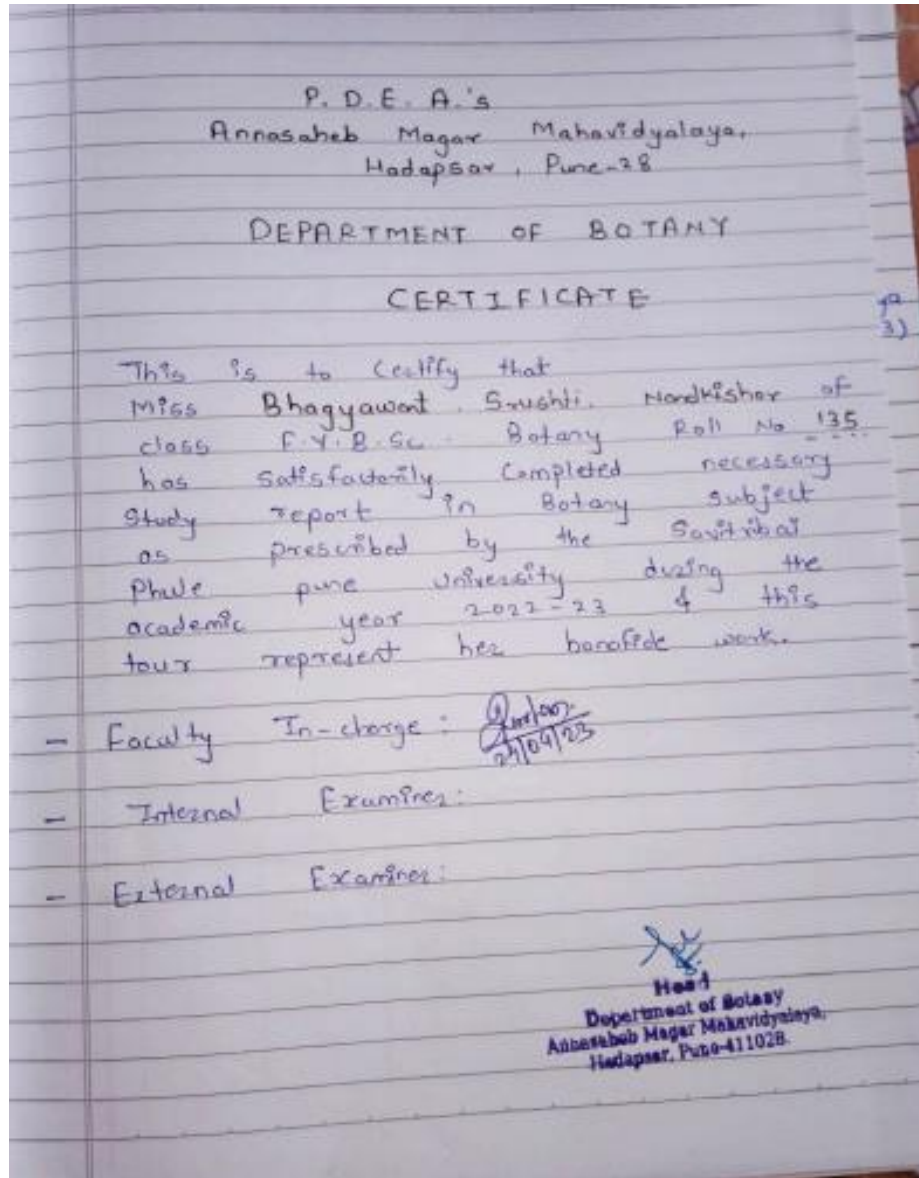 P. D. E. A.'s
Annasaheb Magar Mahavidyalaya,
Hadapsar, Pune-28
DEPARTMENT OF BOTANY
CERTIFICATE
This is to certify that
Miss Bhagyawant. Srushti. Nandkishor of
class F.Y.B.Sc. Botany Roll No 135
has satisfactorily completed necessary
study report in Botany subject
as prescribed by the Savitribai
Phule pune University during the
academic year 2022-23 & this
tour represent her bonafide work.
- Faculty In-charge:
24/04/23
- Internal Examiner:
- External Examiner:
Head
Department of Botany
Annasaheb Magar Mahavidyalaya,
Hadapsar, Pune-411028.